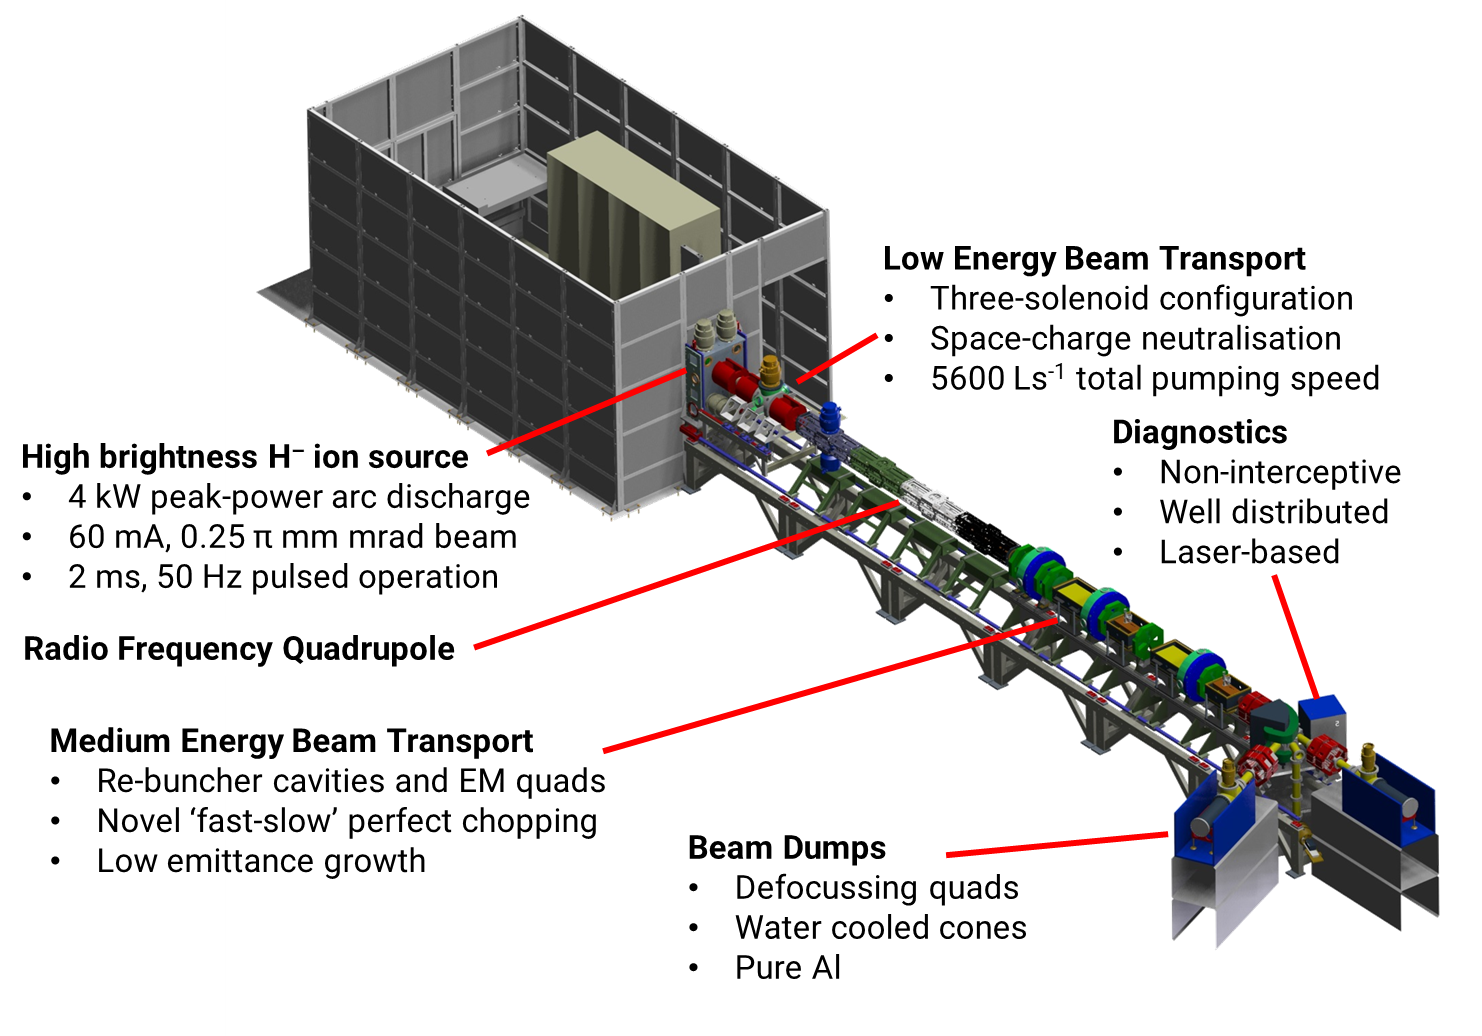 Low Energy Beam Transport
• Three-solenoid configuration
• Space-charge neutralisation
• 5600 Ls⁻¹ total pumping speed
Diagnostics
• Non-interceptive
• Well distributed
• Laser-based
High brightness H⁻ ion source
• 4 kW peak-power arc discharge
• 60 mA, 0.25 π mm mrad beam
• 2 ms, 50 Hz pulsed operation
Radio Frequency Quadrupole
Medium Energy Beam Transport
• Re-buncher cavities and EM quads
• Novel ‘fast-slow’ perfect chopping
• Low emittance growth
2
Beam Dumps
• Defocussing quads
• Water cooled cones
• Pure Al